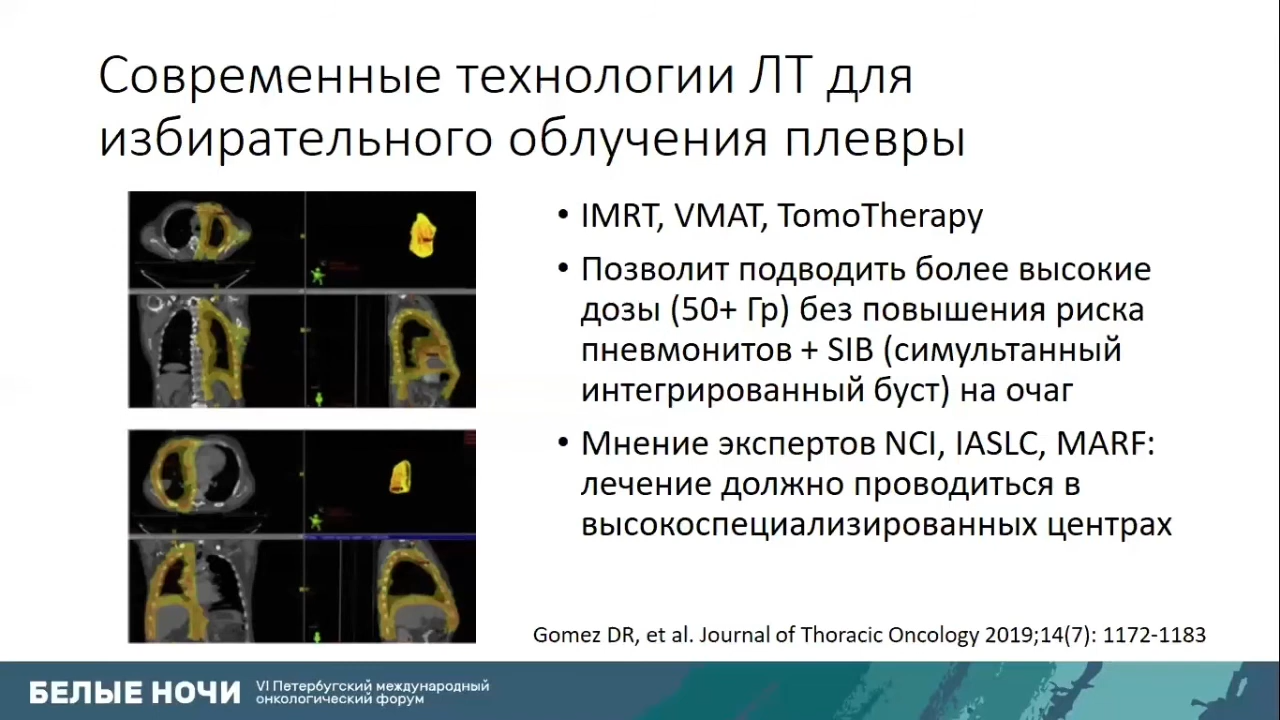 Современные технологии ЛТ для
избирательного облучения плевры
• IMRT, VMAT, TomoTherapy
• Позволит подводить более высокие
дозы (50+ Гр) без повышения риска
пневмонитов + SIB (симультанный
интегрированный буст) на очаг
• Мнение экспертов NCI, IASLC, MARF:
лечение должно проводиться в
высокоспециализированных центрах
Gomez DR, et al. Journal of Thoracic Oncology 2019;14(7): 1172-1183
БЕЛЫЕ НОЧИ
VI Петербургский международный
онкологический форум